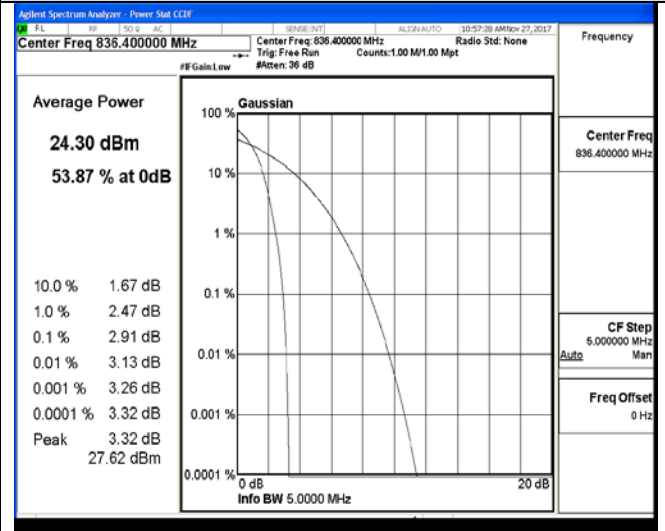 Agilent Spectrum Analyzer - Power Stat CCDF
RL RF 50 Ω AC SENSE:INT ALIGN AUTO 10:57:28 AM Nov 27, 2017
Center Freq 836.400000 MHz
Center Freq: 836.400000 MHz Radio Std: None
Trig: Free Run Counts:1.00 M/1.00 Mpt
#IFGain:Low #Atten: 36 dB
Frequency
Average Power
24.30 dBm
53.87 % at 0dB
10.0 % 1.67 dB
1.0 % 2.47 dB
0.1 % 2.91 dB
0.01 % 3.13 dB
0.001 % 3.26 dB
0.0001 % 3.32 dB
Peak 3.32 dB
27.62 dBm
Gaussian
100 %
10 %
1 %
0.1 %
0.01 %
0.001 %
0.0001 %
0 dB 20 dB
Info BW 5.0000 MHz
Center Freq
836.400000 MHz
CF Step
5.000000 MHz
Auto Man
Freq Offset
0 Hz